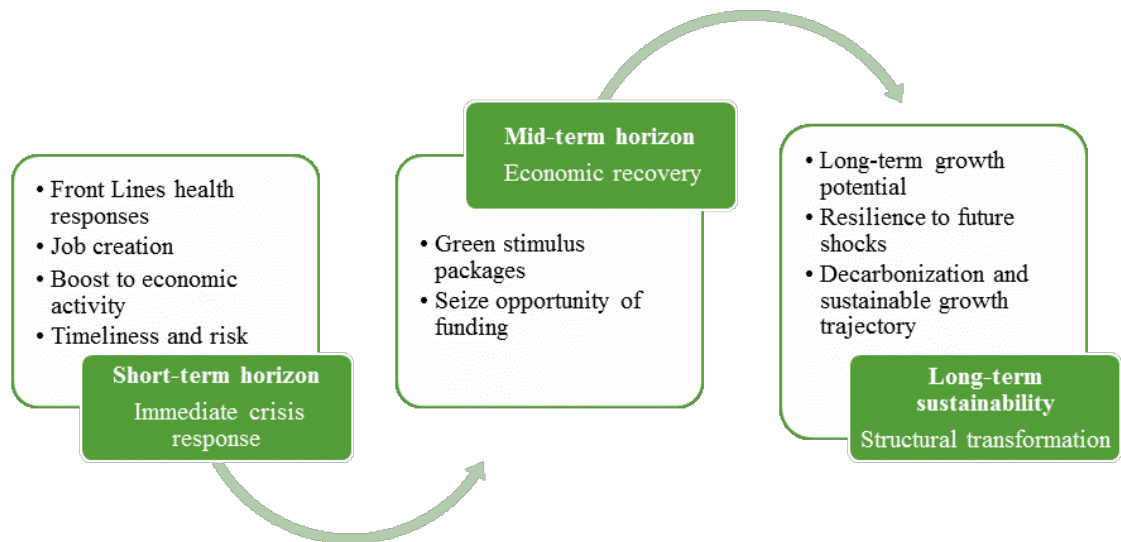 • Front Lines health
responses
• Job creation
• Boost to economic
activity
• Timeliness and risk
Short-term horizon
Immediate crisis
response
Mid-term horizon
Economic recovery
• Green stimulus
packages
• Seize opportunity of
funding
• Long-term growth
potential
• Resilience to future
shocks
• Decarbonization and
sustainable growth
trajectory
Long-term
sustainability
Structural transformation